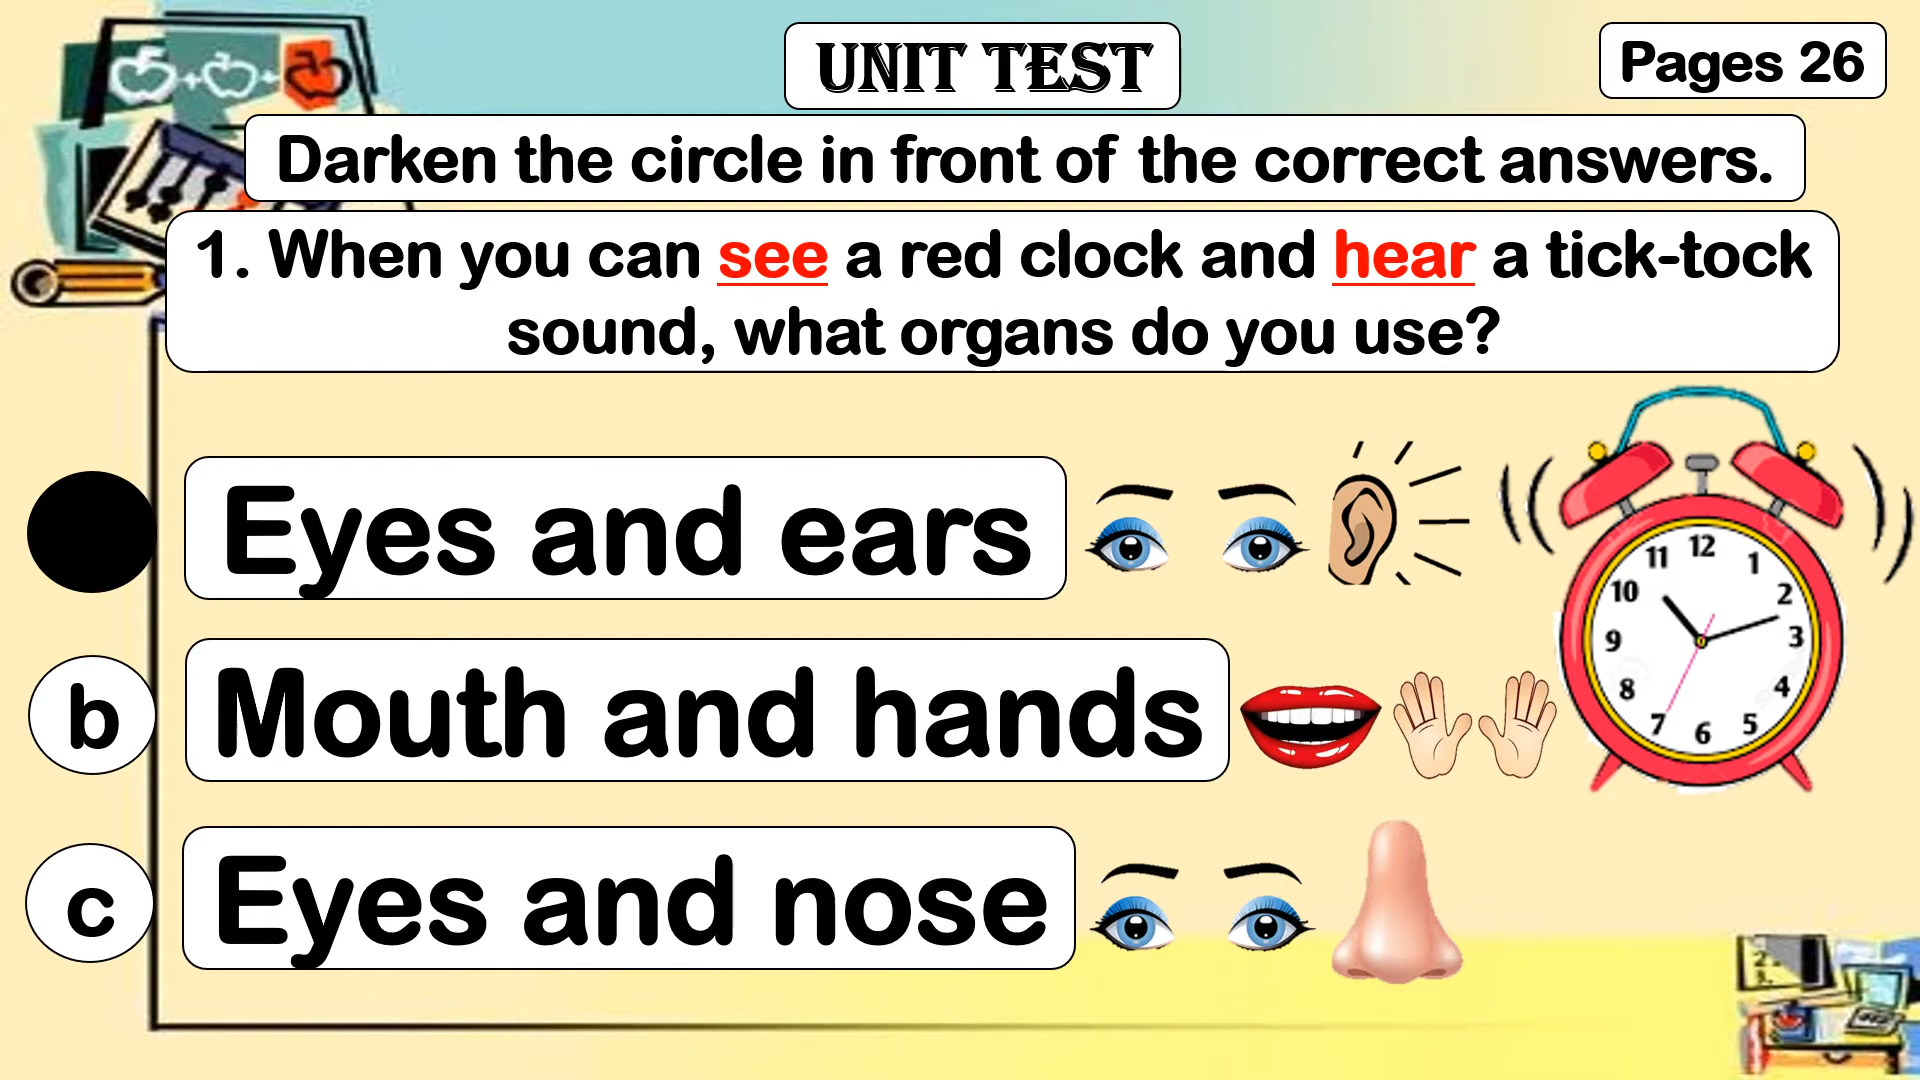 UNIT TEST
Pages 26
Darken the circle in front of the correct answers.
1. When you can see a red clock and hear a tick-tock
sound, what organs do you use?
Eyes and ears
b Mouth and hands
c Eyes and nose
11 12 1
10 2
9 3
8 4
7 6 5